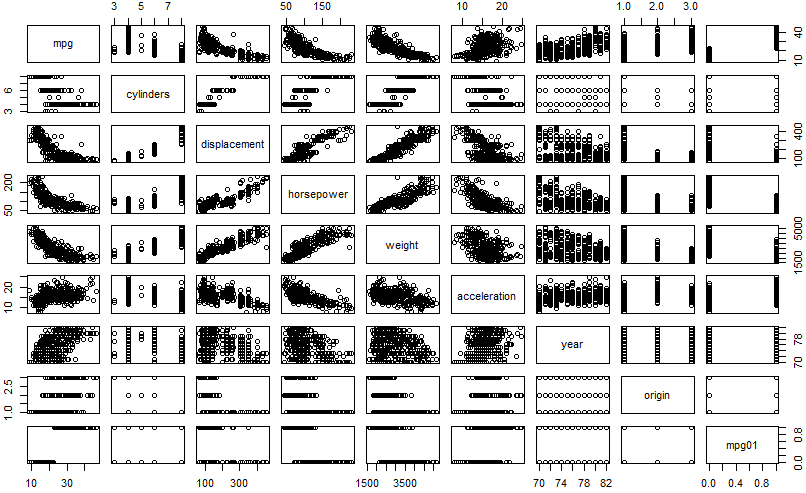 3 5 7 50 150 10 20 1.0 2.0 3.0
mpg 10 40
3 6 cylinders
displacement 100 400
50 200 horsepower
weight 1500 5000
10 20 acceleration
year 70 78
1.0 2.5 origin
mpg01 0.0 0.8
10 30 100 300 1500 3500 70 74 78 82 0.0 0.4 0.8